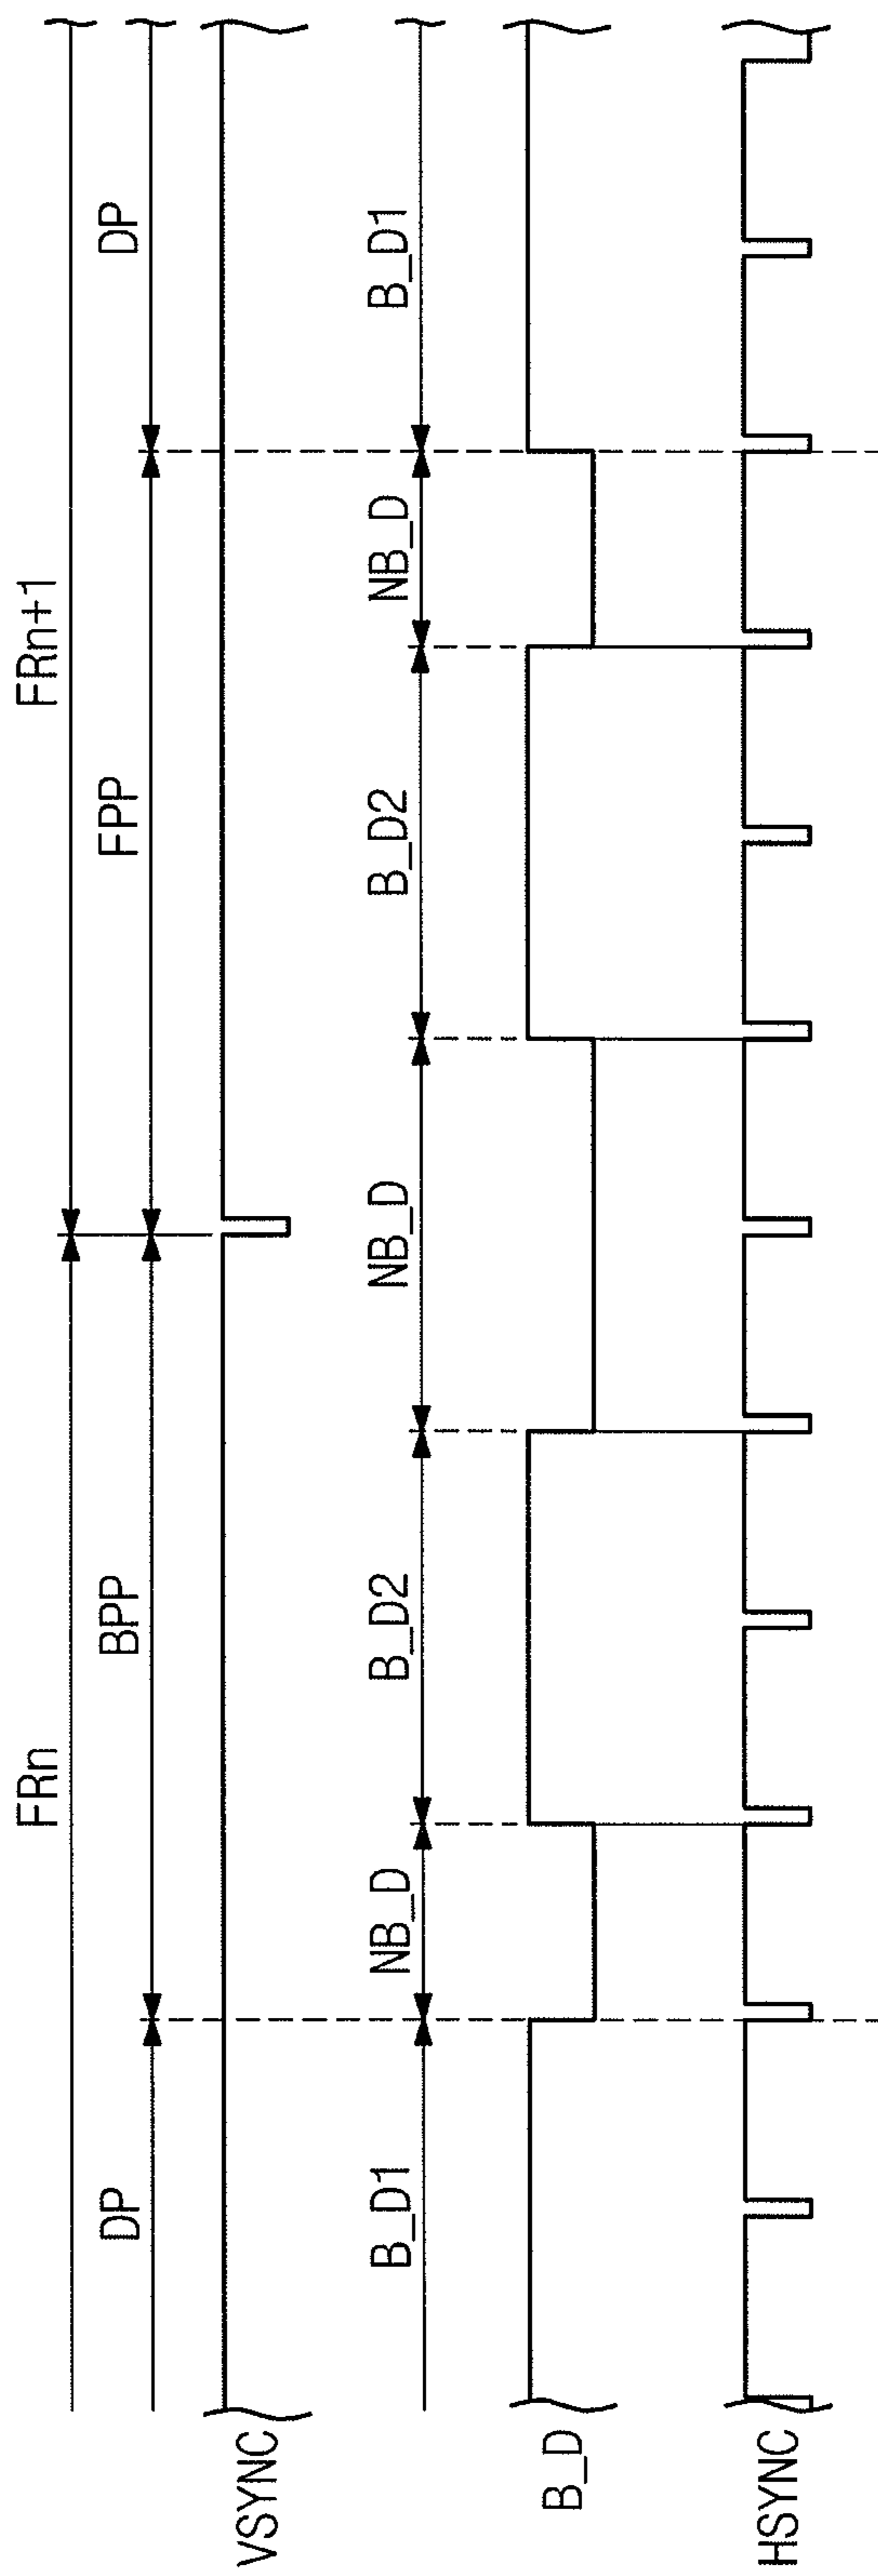 FRn FRn+1
DP BPP FPP DP
VSYNC
B_D1 NB_D B_D2 NB_D B_D2 NB_D B_D1
B_D
HSYNC